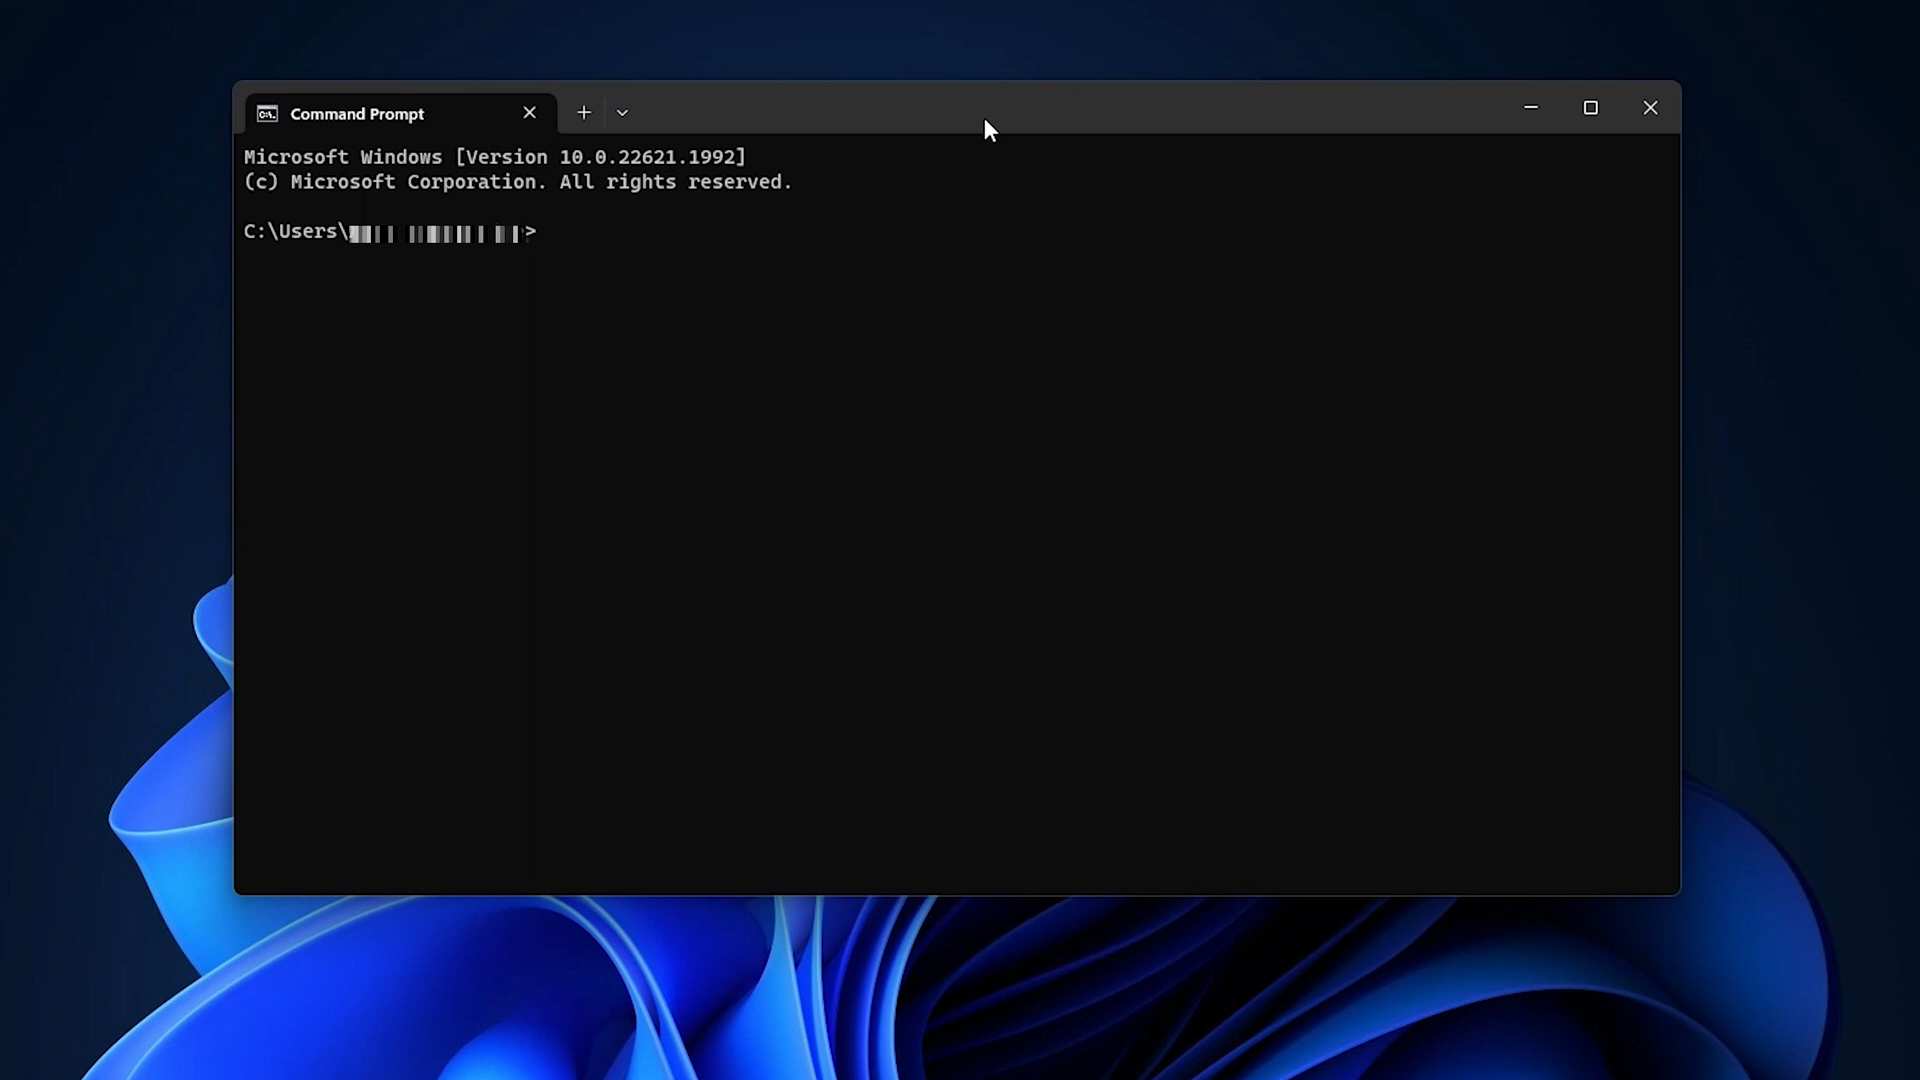 Command Prompt
Microsoft Windows [Version 10.0.22621.1992]
(c) Microsoft Corporation. All rights reserved.
C:\Users\>